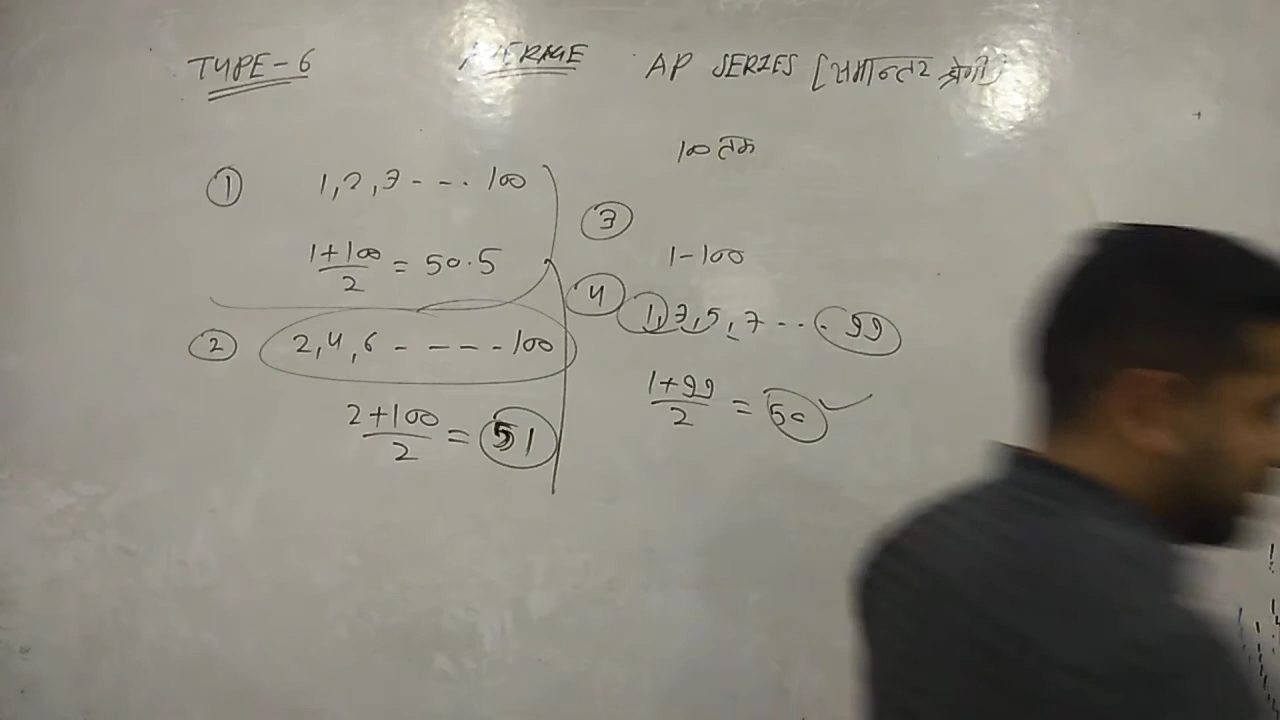 TYPE-6 AVERAGE AP SERIES [समान्तर श्रेणी]
① 1,2,3 - - - . 100
1+100/2 = 50.5
② 2,4,6 - - - - . 100
2+100/2 = 51
100 तक
③
1-100
④ 1,3,5,7 - - . 99
1+99/2 = 50 ✓